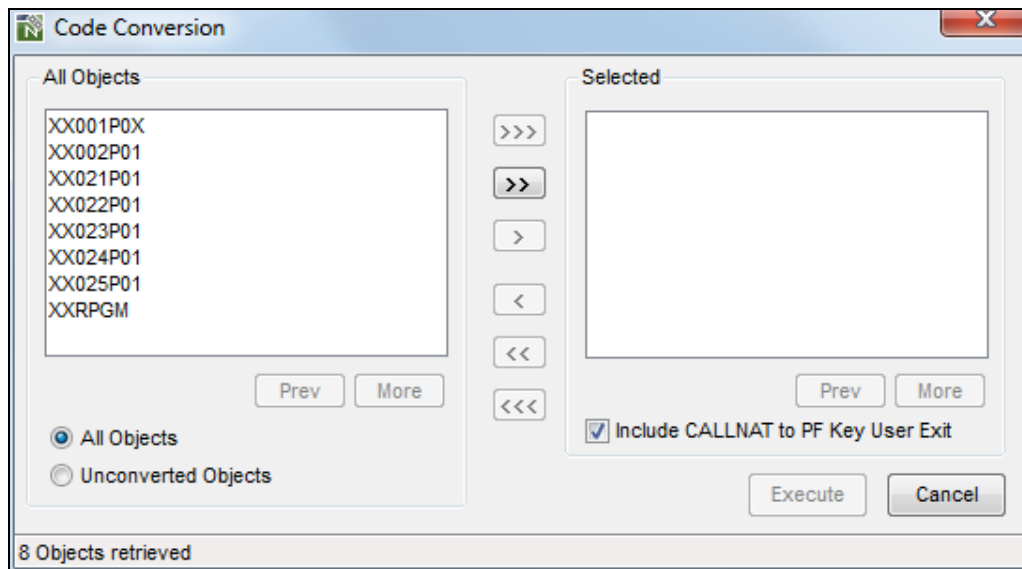 Code Conversion
X
All Objects
XX001P0X
XX002P01
XX021P01
XX022P01
XX023P01
XX024P01
XX025P01
XXRPGM
Prev
More
All Objects
Unconverted Objects
>>>
>>
>
<
<<
<<<
Selected
Prev
More
Include CALLNAT to PF Key User Exit
Execute
Cancel
8 Objects retrieved